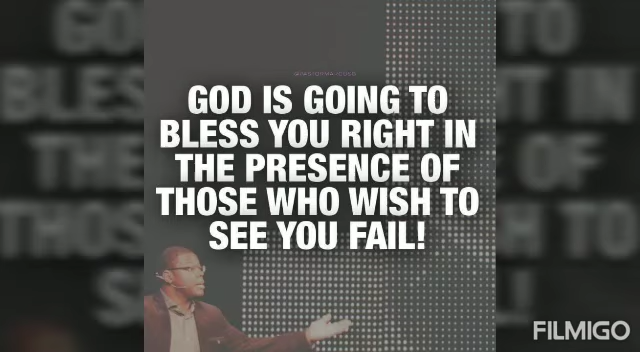 GOD IS GOING TO
BLESS YOU RIGHT IN
THE PRESENCE OF
THOSE WHO WISH TO
SEE YOU FAIL!
FILMIGO